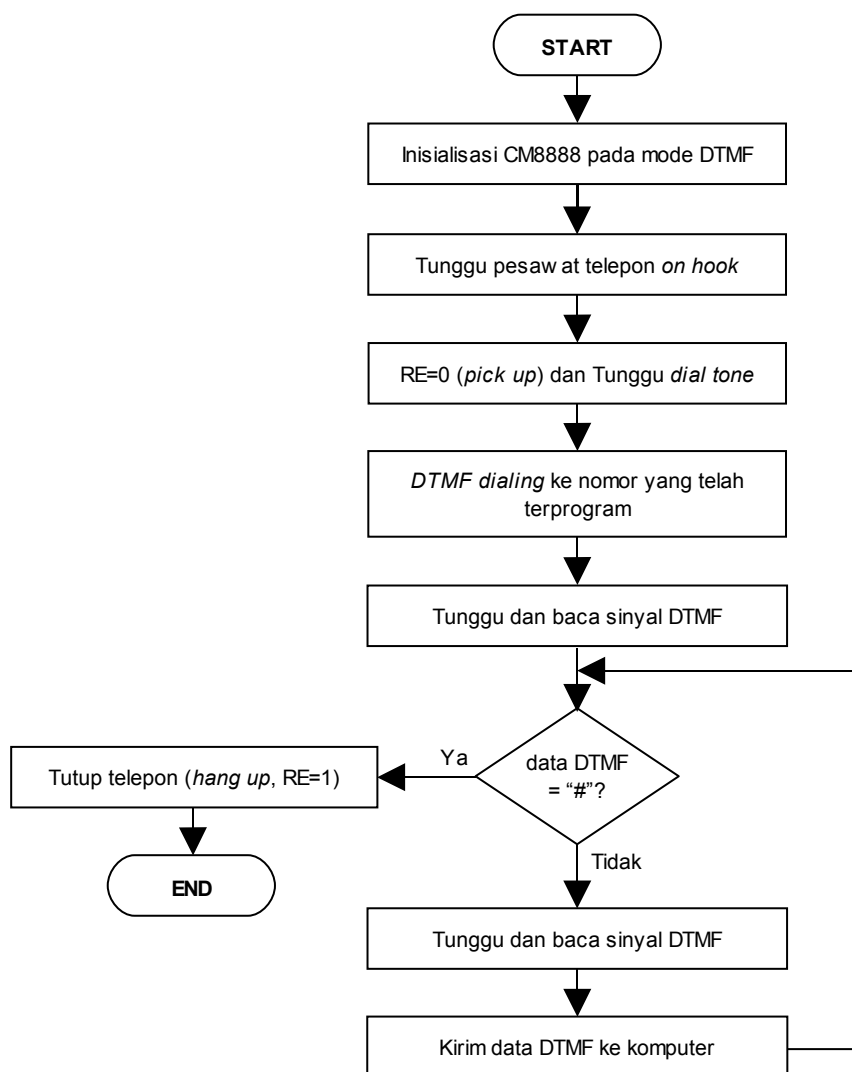 START
Inisialisasi CM8888 pada mode DTMF
Tunggu pesawat telepon on hook
RE=0 (pick up) dan Tunggu dial tone
DTMF dialing ke nomor yang telah
terprogram
Tunggu dan baca sinyal DTMF
data DTMF
= “#”?
Ya
Tutup telepon (hang up, RE=1)
END
Tidak
Tunggu dan baca sinyal DTMF
Kirim data DTMF ke komputer